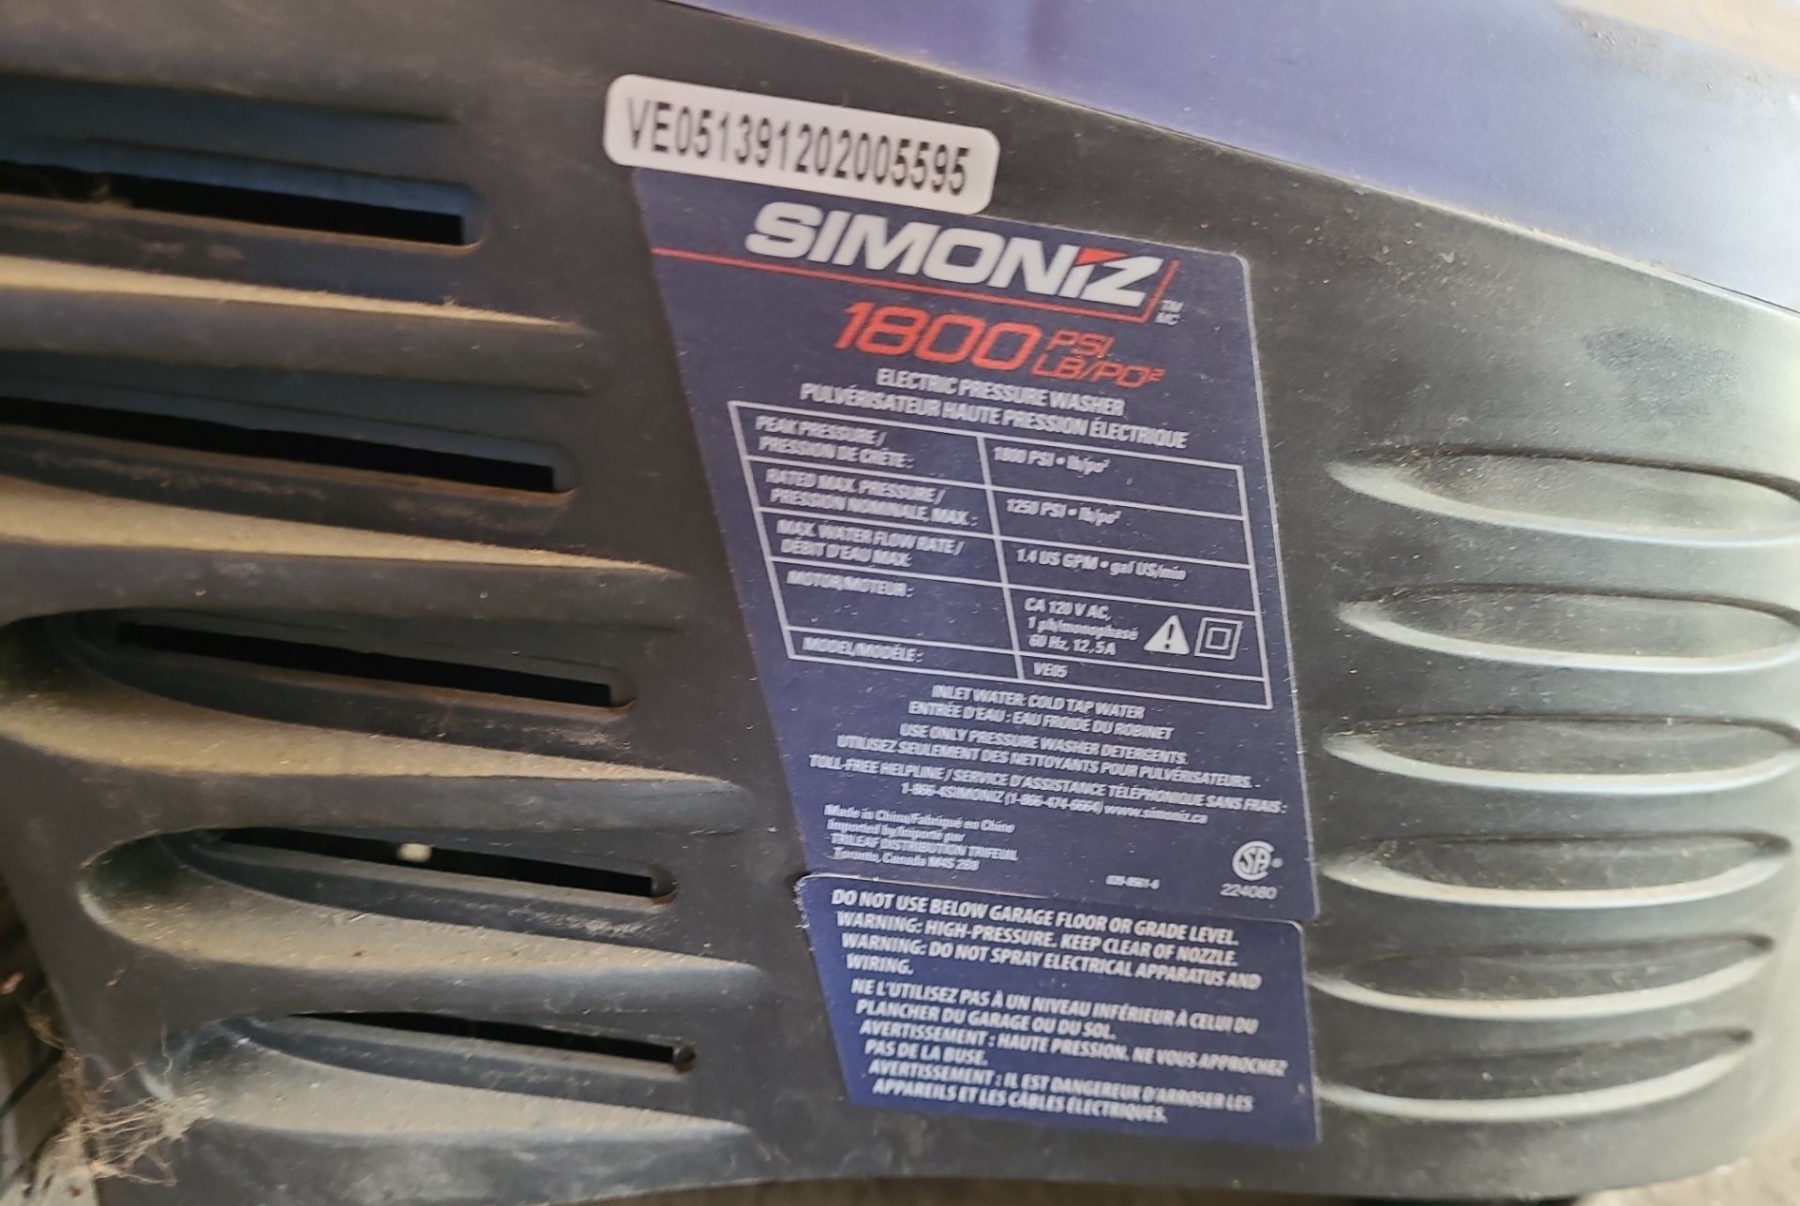 VE051391202005595
SIMONIZ
TM
MC
1800 PSI
LB/PO²
ELECTRIC PRESSURE WASHER
PULVÉRISATEUR HAUTE PRESSION ÉLECTRIQUE
PEAK PRESSURE /
PRESSION DE CRÊTE:
1800 PSI • lb/po²
RATED MAX. PRESSURE /
PRESSION NOMINALE, MAX.:
1250 PSI • lb/po²
MAX. WATER FLOW RATE /
DÉBIT D'EAU MAX:
1.4 US GPM • gal US/min
MOTOR/MOTEUR:
CA 120 V AC,
1 ph/monophasé
60 Hz, 12.5A
MODEL/MODÈLE:
VE05
INLET WATER: COLD TAP WATER
ENTRÉE D'EAU : EAU FROIDE DU ROBINET
USE ONLY PRESSURE WASHER DETERGENTS.
UTILISEZ SEULEMENT DES NETTOYANTS POUR PULVÉRISATEURS.
TOLL-FREE HELPLINE / SERVICE D'ASSISTANCE TÉLÉPHONIQUE SANS FRAIS :
1-866-4SIMONIZ (1-866-474-6664) www.simoniz.ca
Made in China/Fabriqué en Chine
Imported by/Importé par
TRILEAF DISTRIBUTION TRIFEUIL
Toronto, Canada M4S 2B8
SA
224080
DO NOT USE BELOW GARAGE FLOOR OR GRADE LEVEL.
WARNING: HIGH-PRESSURE. KEEP CLEAR OF NOZZLE.
WARNING: DO NOT SPRAY ELECTRICAL APPARATUS AND
WIRING.
NE L'UTILISEZ PAS À UN NIVEAU INFÉRIEUR À CELUI DU
PLANCHER DU GARAGE OU DU SOL.
AVERTISSEMENT : HAUTE PRESSION. NE VOUS APPROCHEZ
PAS DE LA BUSE.
AVERTISSEMENT : IL EST DANGEREUX D'ARROSER LES
APPAREILS ET LES CÂBLES ÉLECTRIQUES.